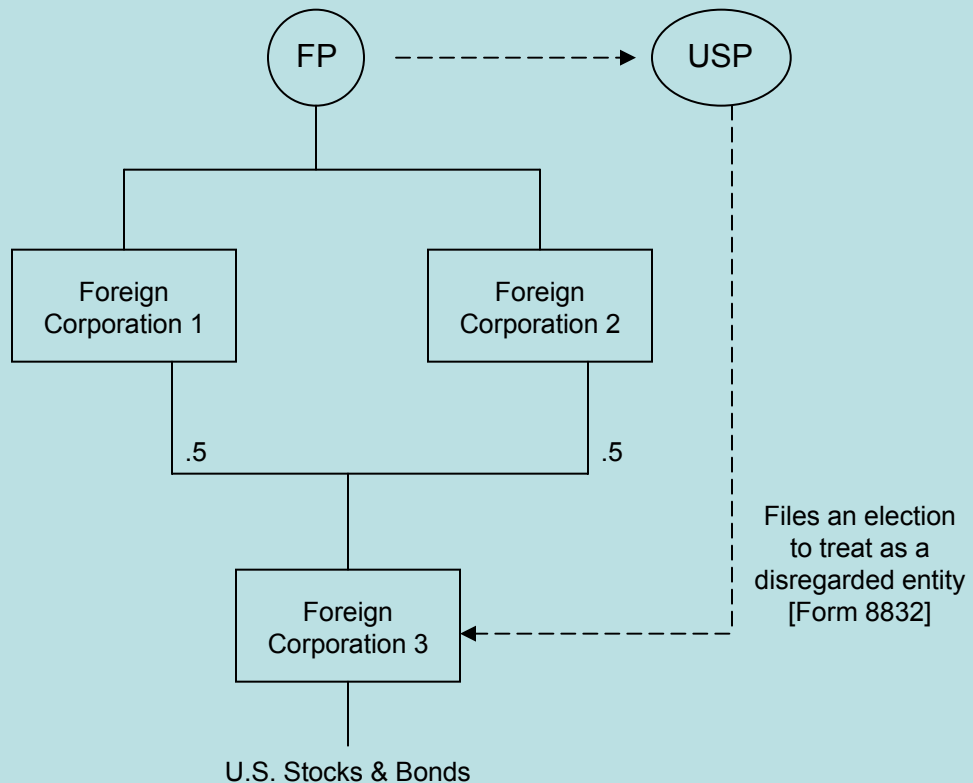 FP
USP
Foreign
Corporation 1
Foreign
Corporation 2
.5
.5
Files an election
to treat as a
disregarded entity
[Form 8832]
Foreign
Corporation 3
U.S. Stocks & Bonds